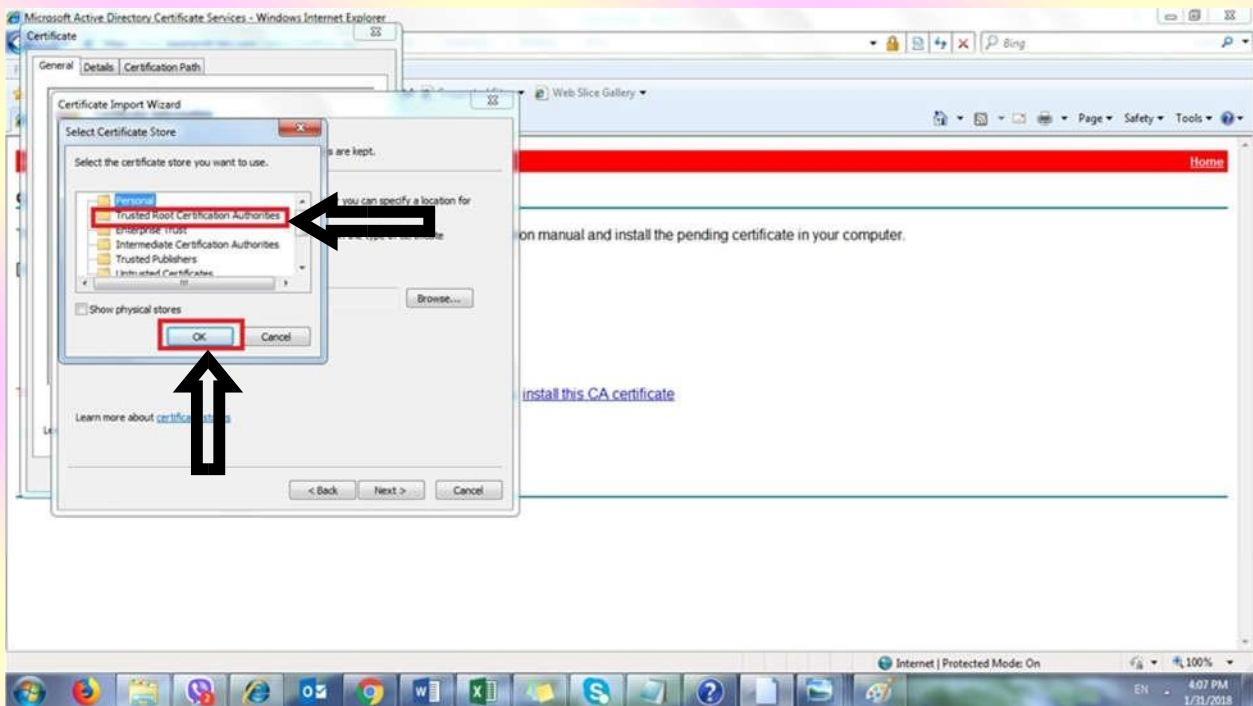 Microsoft Active Directory Certificate Services - Windows Internet Explorer
Certificate
Bing
General Details Certification Path
Web Slice Gallery
Certificate Import Wizard
Page Safety Tools
Select Certificate Store
Select the certificate store you want to use.
s are kept.
Home
Personal
Trusted Root Certification Authorities
Enterprise Trust
Intermediate Certification Authorities
Trusted Publishers
Untrusted Certificates
you can specify a location for
on manual and install the pending certificate in your computer.
Show physical stores
Browse...
OK Cancel
install this CA certificate
Learn more about
< Back Next > Cancel
Internet | Protected Mode: On 100%
EN 4:07 PM
1/31/2018